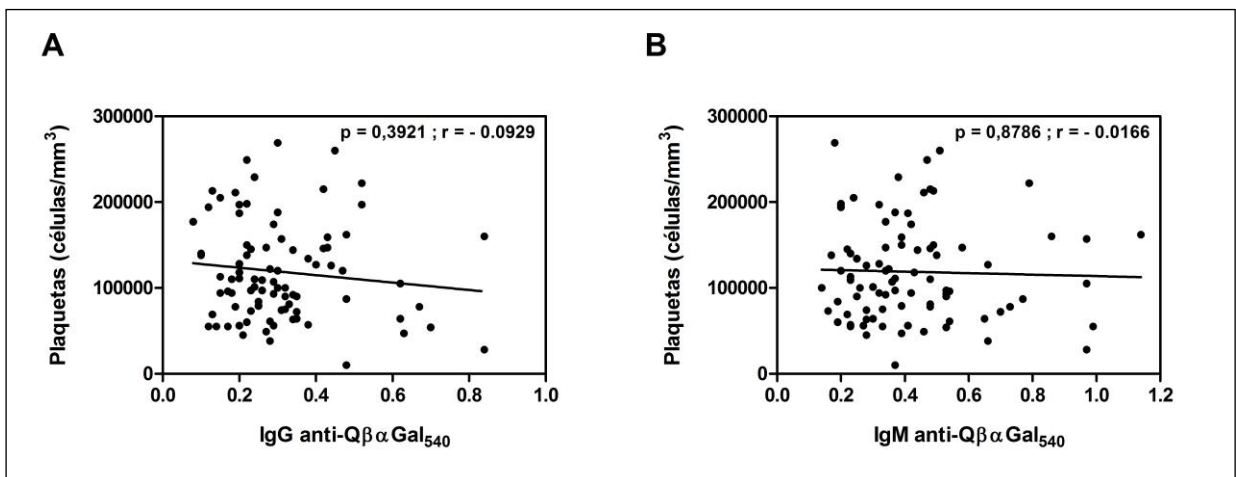 A
B
p = 0,3921 ; r = - 0.0929
p = 0,8786 ; r = - 0.0166
Plaquetas (células/mm³)
300000
200000
100000
0
0.0 0.2 0.4 0.6 0.8 1.0
IgG anti-QβαGal₅₄₀
Plaquetas (células/mm³)
300000
200000
100000
0
0.0 0.2 0.4 0.6 0.8 1.0 1.2
IgM anti-QβαGal₅₄₀